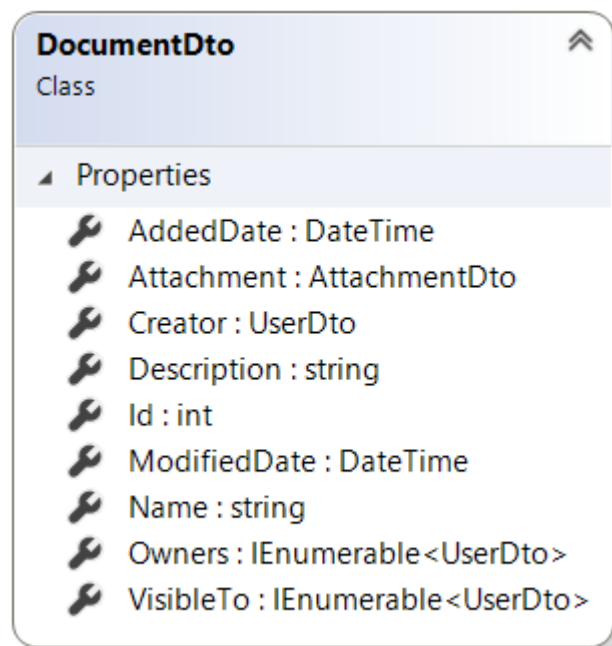 DocumentDto
Class
Properties
AddedDate : DateTime
Attachment : AttachmentDto
Creator : UserDto
Description : string
Id : int
ModifiedDate : DateTime
Name : string
Owners : IEnumerable<UserDto>
VisibleTo : IEnumerable<UserDto>